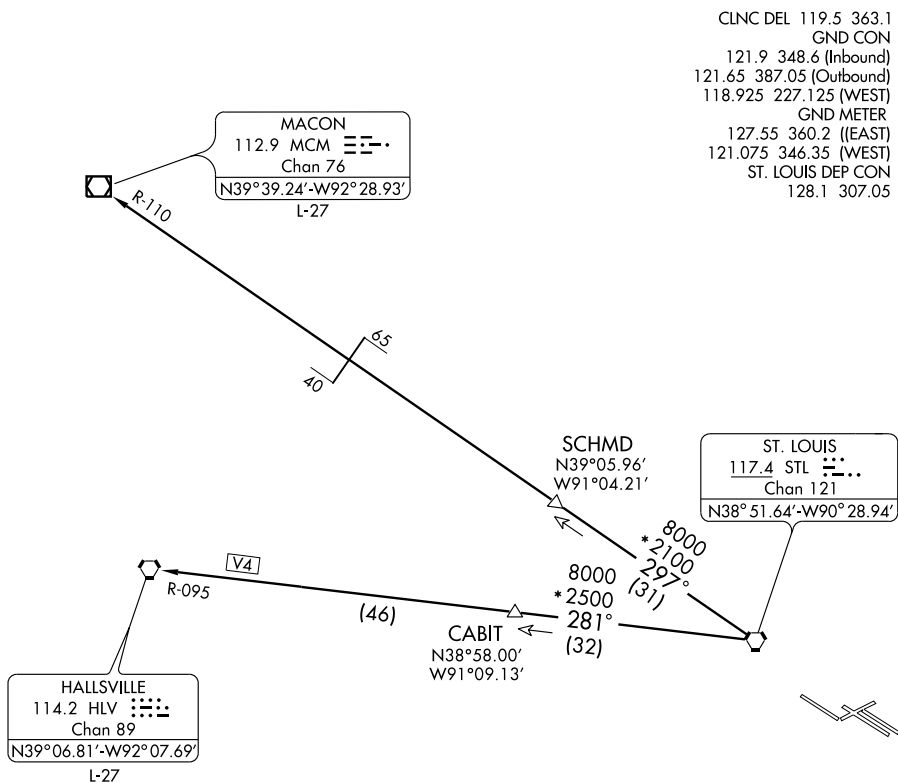 CLNC DEL 119.5 363.1
GND CON
121.9 348.6 (Inbound)
121.65 387.05 (Outbound)
118.925 227.125 (WEST)
GND METER
127.55 360.2 ((EAST)
121.075 346.35 (WEST)
ST. LOUIS DEP CON
128.1 307.05
MACON
112.9 MCM
Chan 76
N39°39.24′-W92°28.93′
L-27
R-110
65
40
SCHMD
N39°05.96′
W91°04.21′
ST. LOUIS
117.4 STL
Chan 121
N38°51.64′-W90°28.94′
8000
*2100
297°
(31)
V4
R-095
(46)
8000
*2500
281°
(32)
CABIT
N38°58.00′
W91°09.13′
HALLSVILLE
114.2 HLV
Chan 89
N39°06.81′-W92°07.69′
L-27